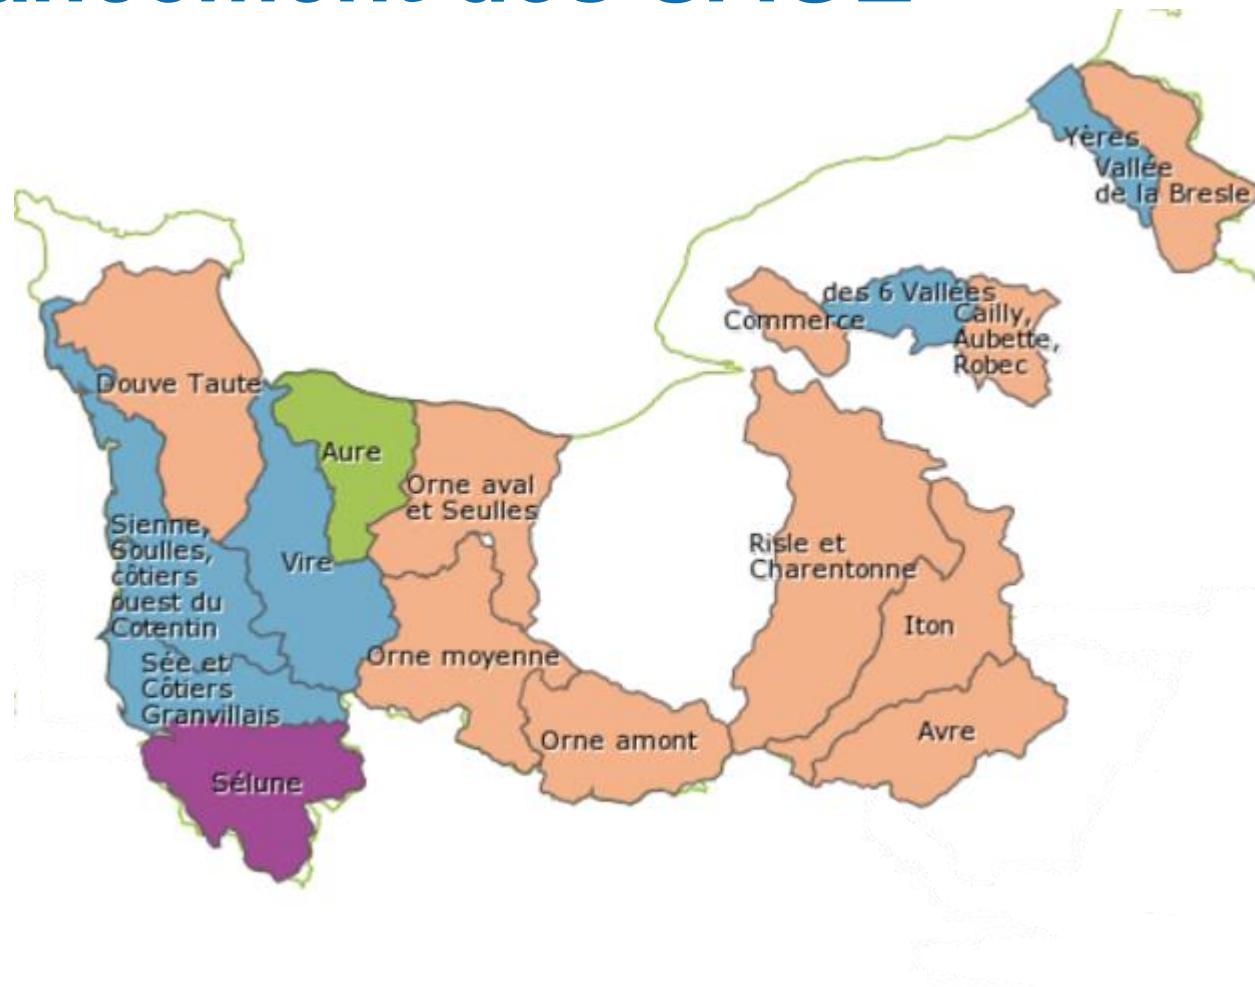 des SAGE
Yères
Vallée
de la Bresle
des 6 Vallées
Commerce
Cailly,
Aubette,
Robec
Douve Taute
Aure
Orne aval
et Seulles
Sienne,
Soulles,
côtiers
ouest du
Cotentin
Vire
Risle et
Charentonne
Iton
Orne moyenne
Sée et
Côtiers
Granvillais
Orne amont
Avre
Sélune